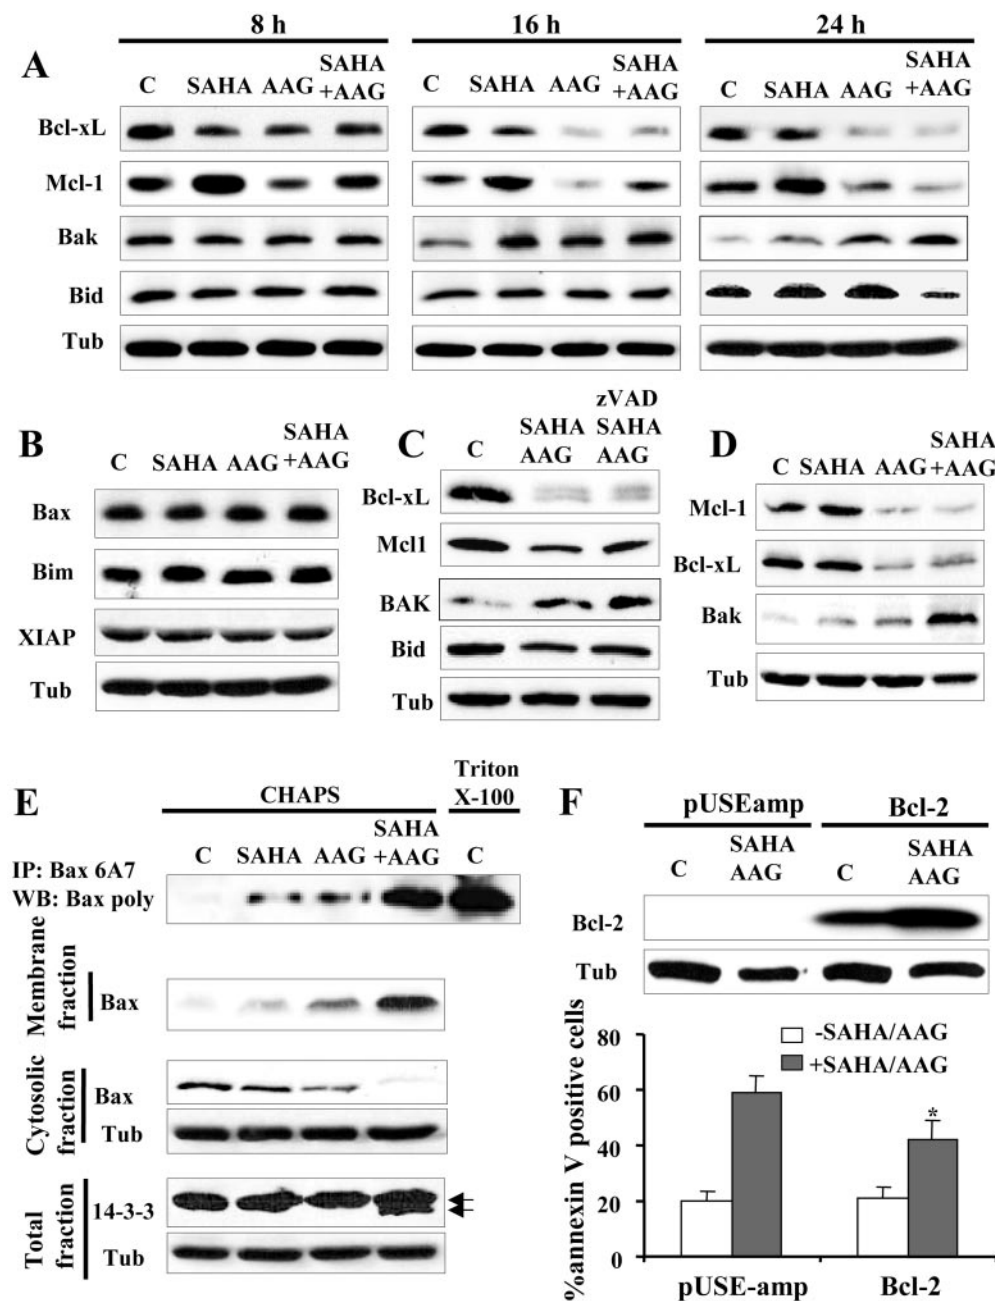 8 h 16 h 24 h
A
C SAHA AAG SAHA +AAG C SAHA AAG SAHA +AAG C SAHA AAG SAHA +AAG
Bcl-xL
Mcl-1
Bak
Bid
Tub
B
C SAHA AAG SAHA +AAG
Bax
Bim
XIAP
Tub
C
C SAHA AAG zVAD SAHA AAG
Bcl-xL
Mcl1
BAK
Bid
Tub
D
C SAHA AAG SAHA +AAG
Mcl-1
Bcl-xL
Bak
Tub
E
CHAPS Triton X-100
C SAHA AAG SAHA +AAG C
IP: Bax 6A7
WB: Bax poly
Membrane fraction
Bax
Cytosolic fraction
Bax
Tub
Total fraction
14-3-3
Tub
F
pUSEamp Bcl-2
C SAHA AAG C SAHA AAG
Bcl-2
Tub
%annexin V positive cells
80
60
40
20
0
-SAHA/AAG
+SAHA/AAG
*
pUSE-amp Bcl-2